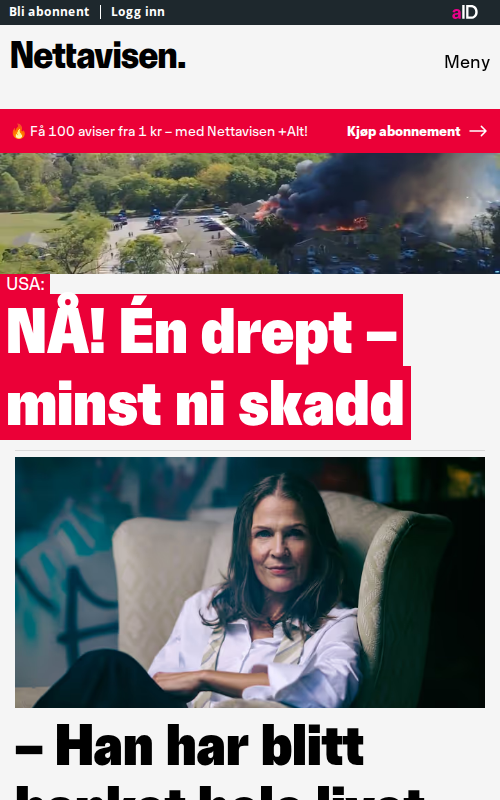 Bli abonnent | Logg inn
aID
Nettavisen.
Meny
🔥 Få 100 aviser fra 1 kr – med Nettavisen +Alt!
Kjøp abonnement →
USA:
NÅ! Én drept –
minst ni skadd
– Han har blitt